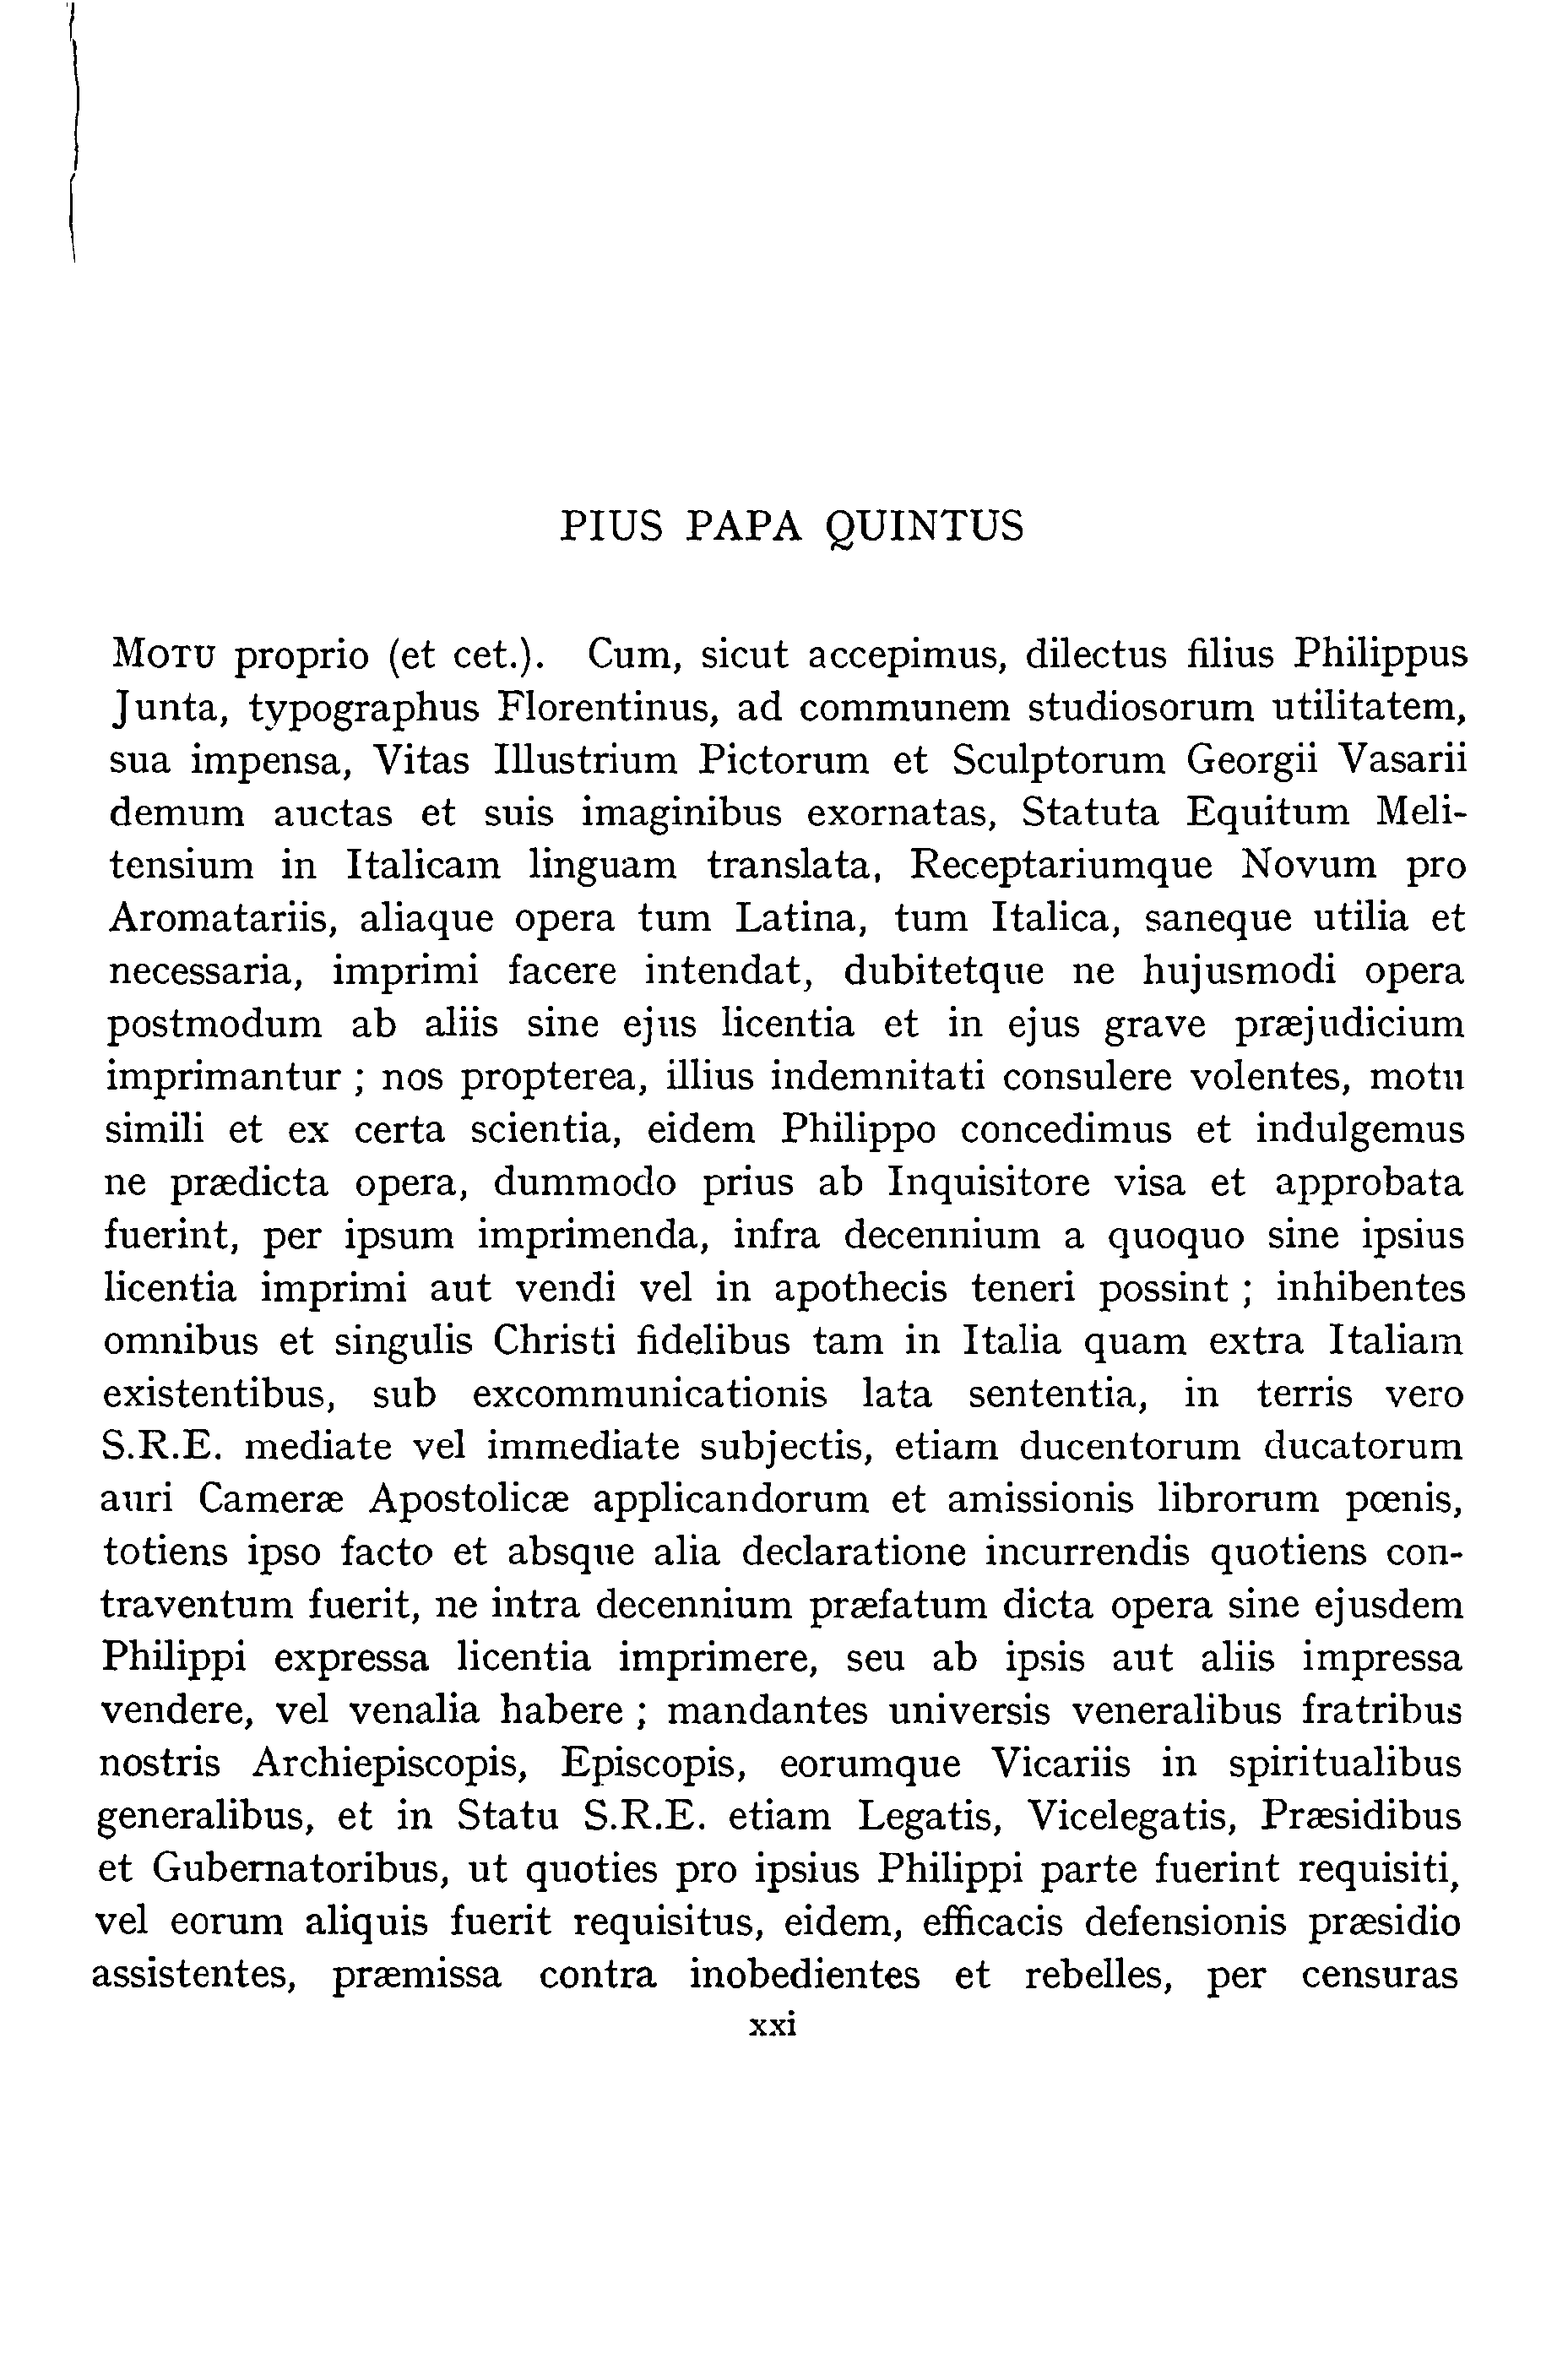 PIUS PAPA QUINTUS
MOTU proprio (et cet.). Cum, sicut accepimus, dilectus filius Philippus
Junta, typographus Florentinus, ad communem studiosorum utilitatem,
sua impensa, Vitas Illustrium Pictorum et Sculptorum Georgii Vasarii
demum auctas et suis imaginibus exornatas, Statuta Equitum Meli-
tensium in Italicam linguam translata, Receptariumque Novum pro
Aromatariis, aliaque opera tum Latina, tum Italica, saneque utilia et
necessaria, imprimi facere intendat, dubitetque ne hujusmodi opera
postmodum ab aliis sine ejus licentia et in ejus grave præjudicium
imprimantur ; nos propterea, illius indemnitati consulere volentes, motu
simili et ex certa scientia, eidem Philippo concedimus et indulgemus
ne prædicta opera, dummodo prius ab Inquisitore visa et approbata
fuerint, per ipsum imprimenda, infra decennium a quoquo sine ipsius
licentia imprimi aut vendi vel in apothecis teneri possint ; inhibentes
omnibus et singulis Christi fidelibus tam in Italia quam extra Italiam
existentibus, sub excommunicationis lata sententia, in terris vero
S.R.E. mediate vel immediate subjectis, etiam ducentorum ducatorum
auri Cameræ Apostolicæ applicandorum et amissionis librorum pœnis,
totiens ipso facto et absque alia declaratione incurrendis quotiens con-
traventum fuerit, ne intra decennium præfatum dicta opera sine ejusdem
Philippi expressa licentia imprimere, seu ab ipsis aut aliis impressa
vendere, vel venalia habere ; mandantes universis veneralibus fratribus
nostris Archiepiscopis, Episcopis, eorumque Vicariis in spiritualibus
generalibus, et in Statu S.R.E. etiam Legatis, Vicelegatis, Præsidibus
et Gubernatoribus, ut quoties pro ipsius Philippi parte fuerint requisiti,
vel eorum aliquis fuerit requisitus, eidem, efficacis defensionis præsidio
assistentes, præmissa contra inobedientes et rebelles, per censuras
xxi